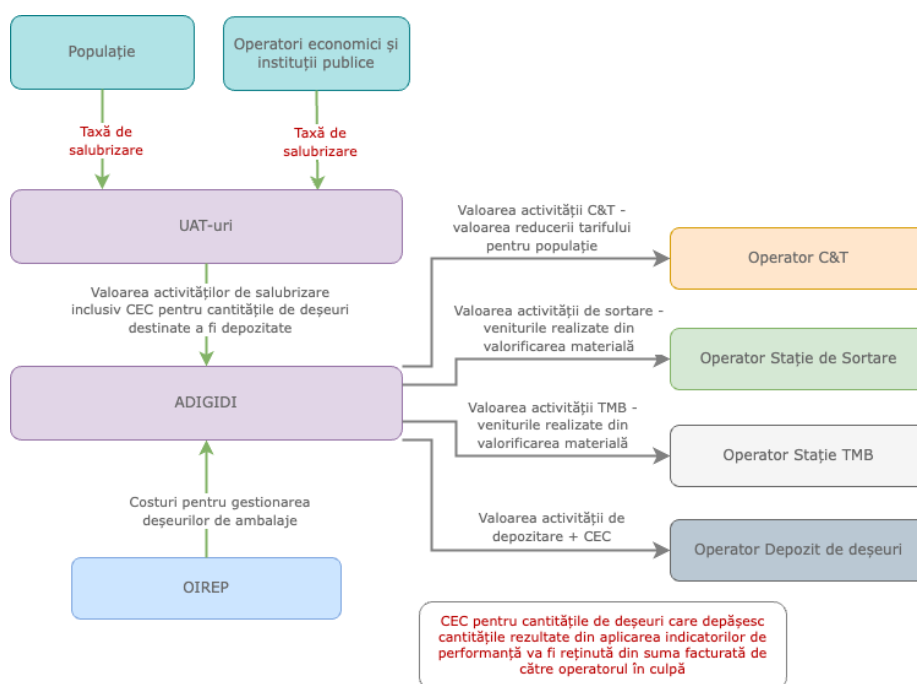 Populație
Operatori economici și
instituții publice
Taxă de
salubrizare
Taxă de
salubrizare
UAT-uri
Valoarea activităților de salubrizare
inclusiv CEC pentru cantitățile de deșeuri
destinate a fi depozitate
ADIGIDI
Costuri pentru gestionarea
deșeurilor de ambalaje
OIREP
Valoarea activității C&T -
valoarea reducerii tarifului
pentru populație
Operator C&T
Valoarea activității de sortare -
veniturile realizate din
valorificarea materială
Operator Stație de Sortare
Valoarea activității TMB -
veniturile realizate din
valorificarea materială
Operator Stație TMB
Valoarea activității de
depozitare + CEC
Operator Depozit de deșeuri
CEC pentru cantitățile de deșeuri care depășesc
cantitățile rezultate din aplicarea indicatorilor de
performanță va fi reținută din suma facturată de
către operatorul în culpă